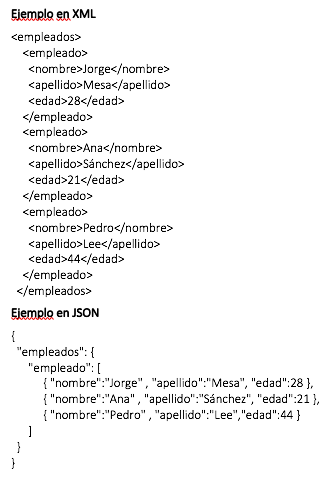 Ejemplo en XML
<empleados>
<empleado>
<nombre>Jorge</nombre>
<apellido>Mesa</apellido>
<edad>28</edad>
</empleado>
<empleado>
<nombre>Ana</nombre>
<apellido>Sánchez</apellido>
<edad>21</edad>
</empleado>
<empleado>
<nombre>Pedro</nombre>
<apellido>Lee</apellido>
<edad>44</edad>
</empleado>
</empleados>
Ejemplo en JSON
{
"empleados": {
"empleado": [
{ "nombre":"Jorge" , "apellido":"Mesa", "edad":28 },
{ "nombre":"Ana" , "apellido":"Sánchez", "edad":21 },
{ "nombre":"Pedro" , "apellido":"Lee","edad":44 }
]
}
}